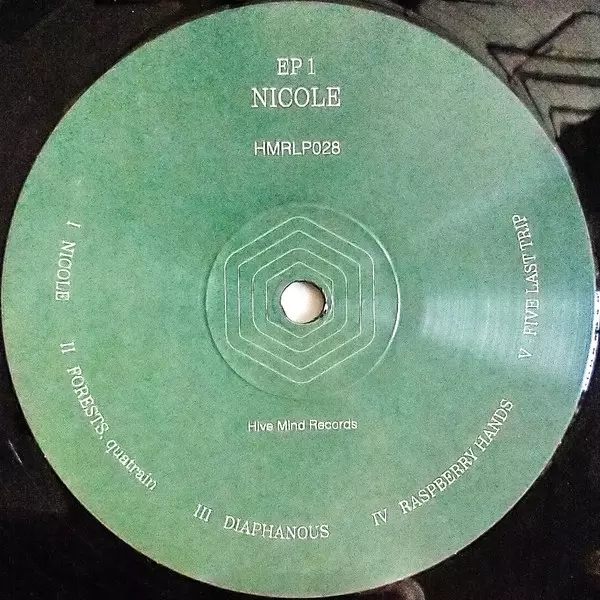 EP 1
NICOLE
HMRLP028
I NICOLE
II FORESTS, quatrain
III DIAPHANOUS
IV RASPBERRY HANDS
V FIVE LAST TRIP
Hive Mind Records